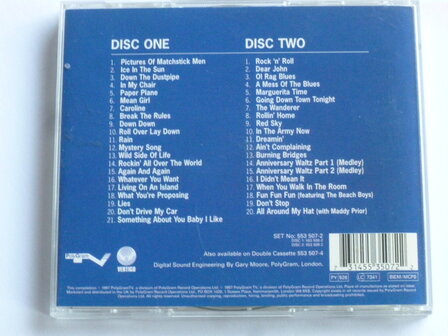 DISC ONE
1. Pictures Of Matchstick Men
2. Ice In The Sun
3. Down The Dustpipe
4. In My Chair
5. Paper Plane
6. Mean Girl
7. Caroline
8. Break The Rules
9. Down Down
10. Roll Over Lay Down
11. Rain
12. Mystery Song
13. Wild Side Of Life
14. Rockin' All Over The World
15. Again And Again
16. Whatever You Want
17. Living On An Island
18. What You're Proposing
19. Lies
20. Don't Drive My Car
21. Something About You Baby I Like
DISC TWO
1. Rock 'n' Roll
2. Dear John
3. Ol Rag Blues
4. A Mess Of The Blues
5. Marguerita Time
6. Going Down Town Tonight
7. The Wanderer
8. Rollin' Home
9. Red Sky
10. In The Army Now
11. Dreamin'
12. Ain't Complaining
13. Burning Bridges
14. Anniversary Waltz Part 1 (Medley)
15. Anniversary Waltz Part 2 (Medley)
16. I Didn't Mean It
17. When You Walk In The Room
18. Fun Fun Fun (featuring The Beach Boys)
19. Don't Stop
20. All Around My Hat (with Maddy Prior)
SET No: 553 507-2
Also available on Double Cassette 553 507-4
Digital Sound Engineering By Gary Moore, PolyGram, London.
PolyGram
VERTIGO
PY 926
LC 7341
BIEM/MCPS